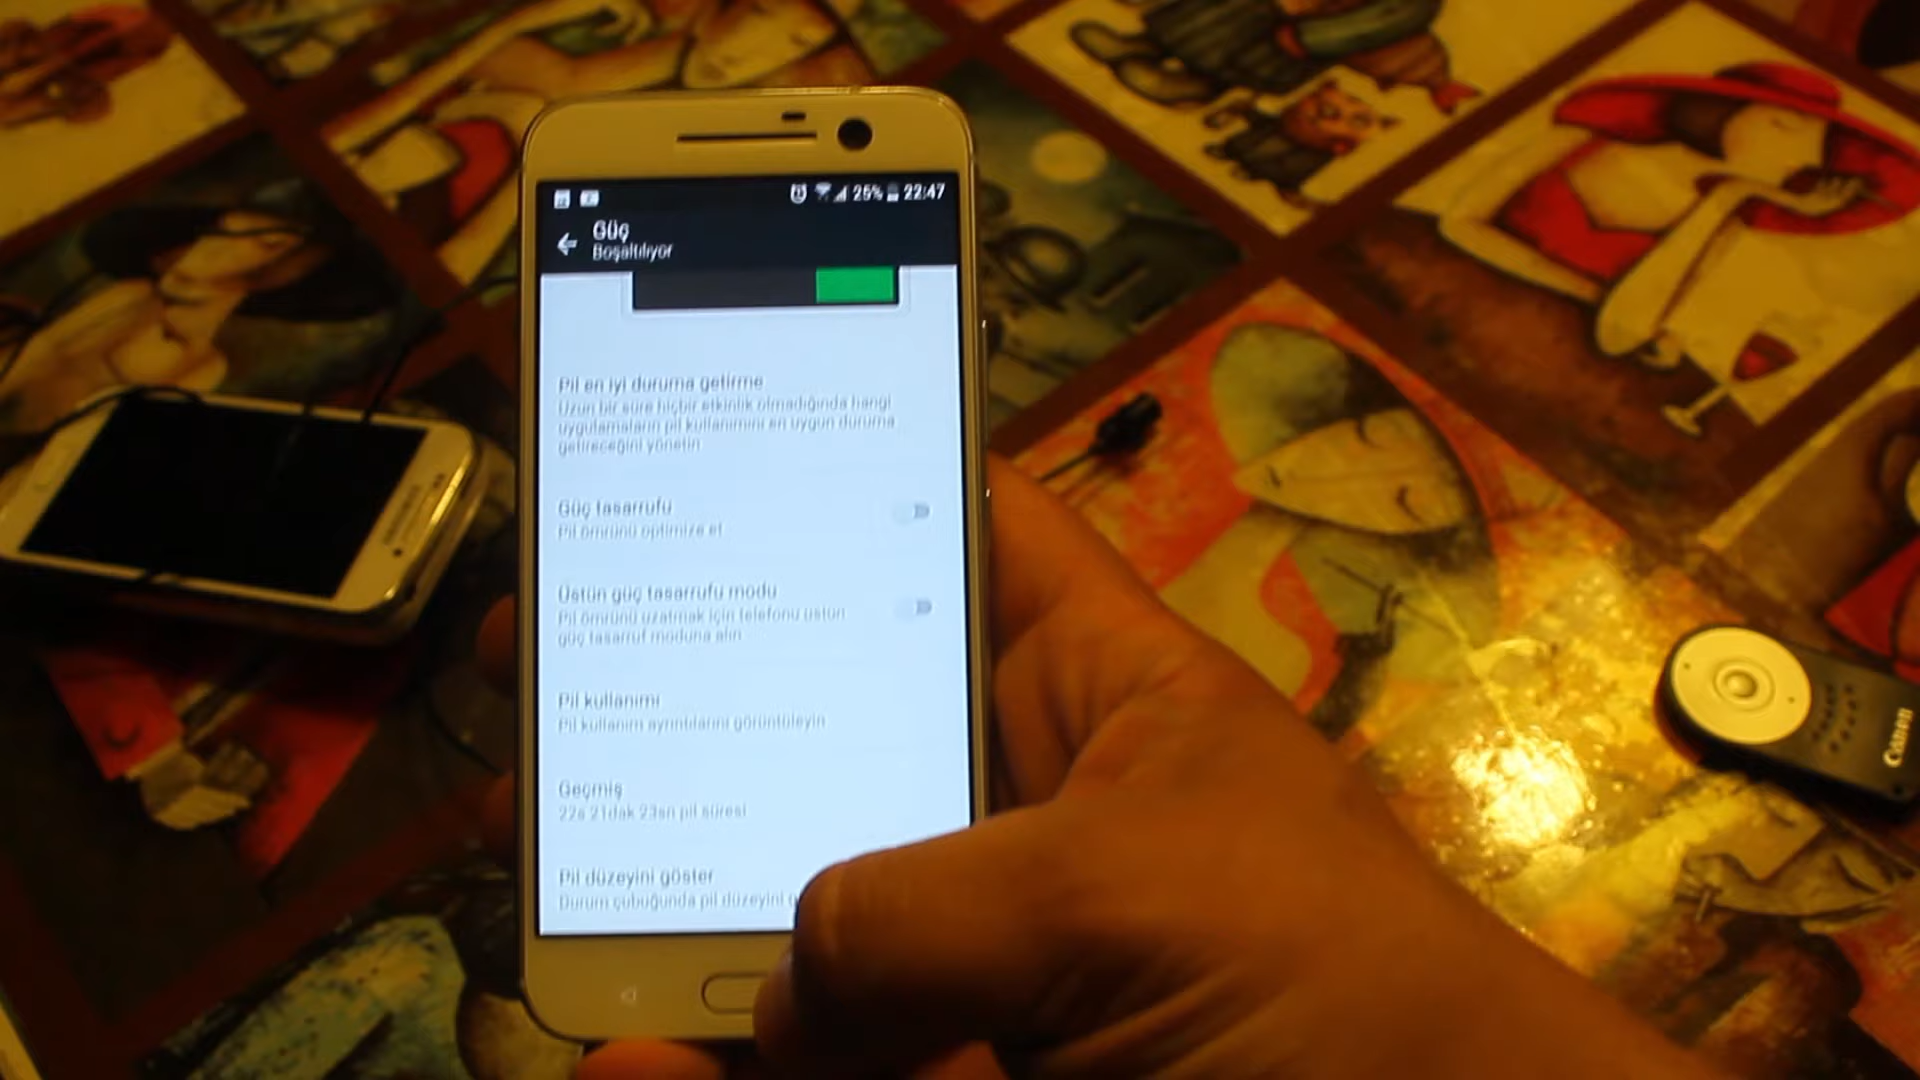 25% 22:47
Güç
Boşaltılıyor
Pil en iyi duruma getirme
Uzun bir süre hiçbir etkinlik olmadığında hangi
uygulamaların pil kullanımını en uygun duruma
getireceğini yönetin
Güç tasarrufu
Pil ömrünü optimize et
Üstün güç tasarrufu modu
Pil ömrünü uzatmak için telefonu üstün
güç tasarruf moduna alın
Pil kullanımı
Pil kullanım ayrıntılarını görüntüleyin
Geçmiş
22s 21dak 23sn pil süresi
Pil düzeyini göster
Durum çubuğunda pil düzeyini g
Canon
SAMSUNG